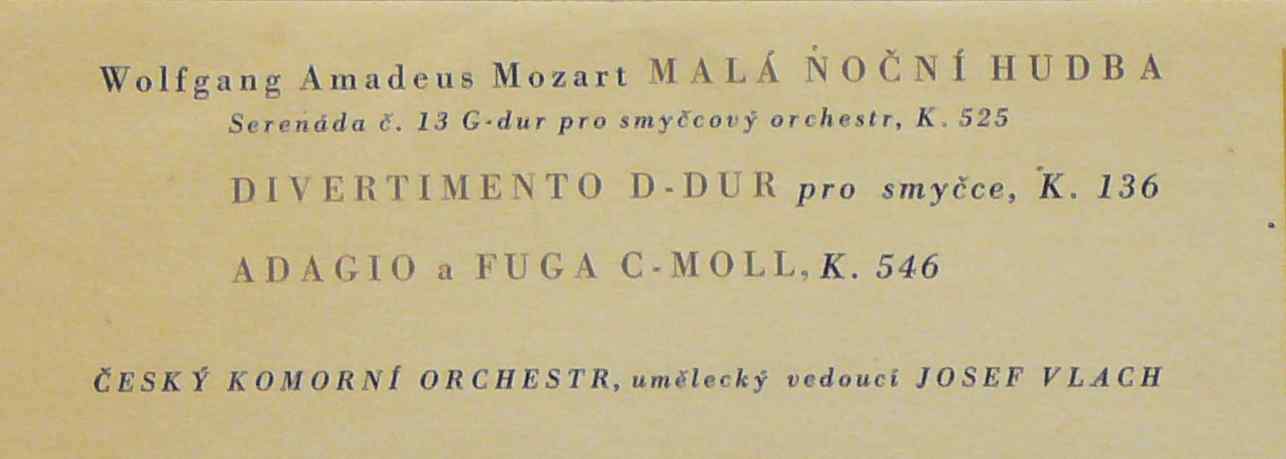 Wolfgang Amadeus Mozart MALÁ NOČNÍ HUDBA
Serenáda č. 13 G-dur pro smyčcový orchestr, K. 525
DIVERTIMENTO D-DUR pro smyčce, K. 136
ADAGIO a FUGA C-MOLL, K. 546
ČESKÝ KOMORNÍ ORCHESTR, umělecký vedoucí JOSEF VLACH